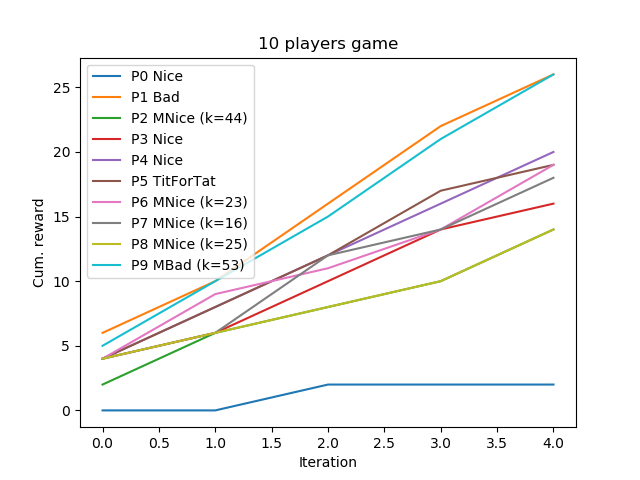 10 players game
P0 Nice
P1 Bad
P2 MNice (k=44)
P3 Nice
P4 Nice
P5 TitForTat
P6 MNice (k=23)
P7 MNice (k=16)
P8 MNice (k=25)
P9 MBad (k=53)
Cum. reward
25
20
15
10
5
0
0.0 0.5 1.0 1.5 2.0 2.5 3.0 3.5 4.0
Iteration